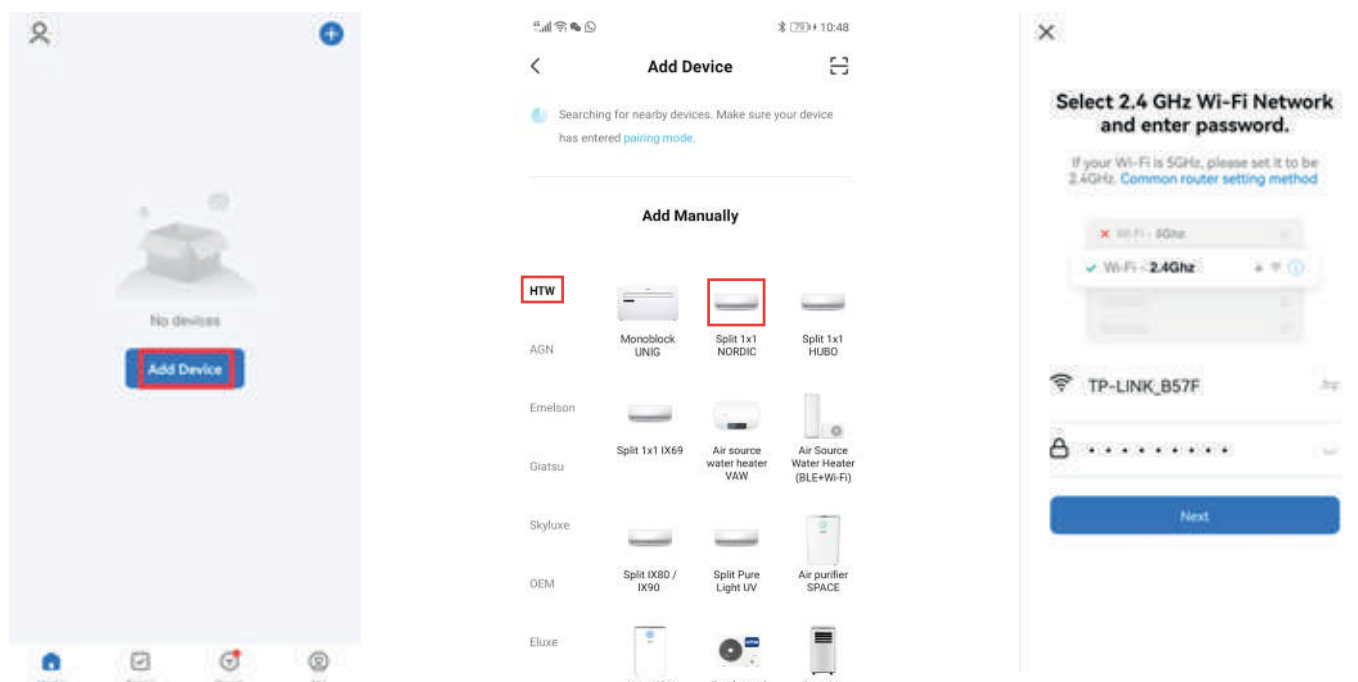 No devices
Add Device
10:48
Add Device
Searching for nearby devices. Make sure your device
has entered pairing mode.
Add Manually
HTW
AGN
Emelson
Giatsu
Skyluxe
OEM
Eluxe
Monoblock
UNIG
Split 1x1
NORDIC
Split 1x1
HUBO
Split 1x1 IX69
Air source
water heater
VAW
Air Source
Water Heater
(BLE+Wi-Fi)
Split IX80 /
IX90
Split Pure
Light UV
Air purifier
SPACE
Select 2.4 GHz Wi-Fi Network
and enter password.
If your Wi-Fi is 5GHz, please set it to be
2.4GHz. Common router setting method
Wi-Fi - 5Ghz
Wi-Fi - 2.4Ghz
TP-LINK_B57F
Next